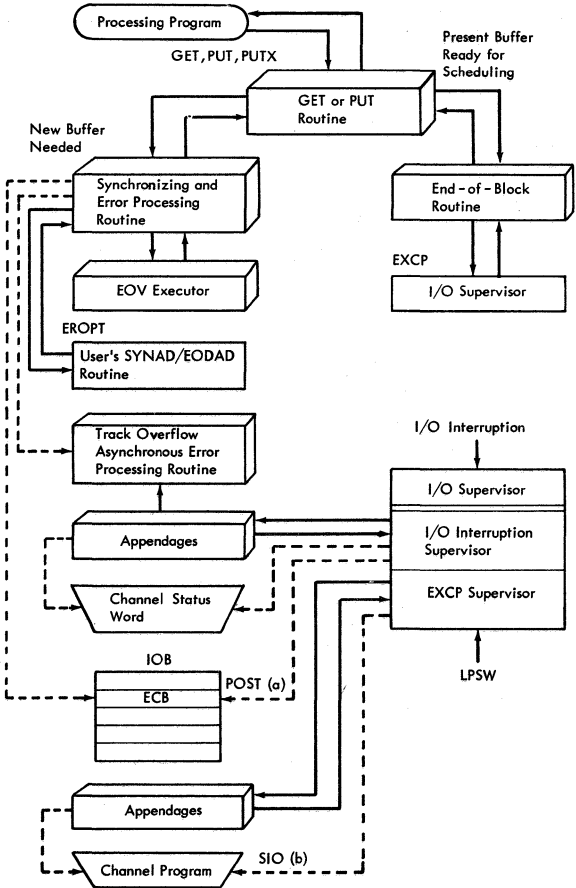 Processing Program
GET, PUT, PUTX
Present Buffer
Ready for
Scheduling
GET or PUT
Routine
New Buffer
Needed
Synchronizing and
Error Processing
Routine
End-of-Block
Routine
EXCP
EOV Executor
I/O Supervisor
EROPT
User's SYNAD/EODAD
Routine
Track Overflow
Asynchronous Error
Processing Routine
I/O Interruption
I/O Supervisor
Appendages
I/O Interruption
Supervisor
Channel Status
Word
EXCP Supervisor
IOB
POST (a)
ECB
LPSW
Appendages
SIO (b)
Channel Program